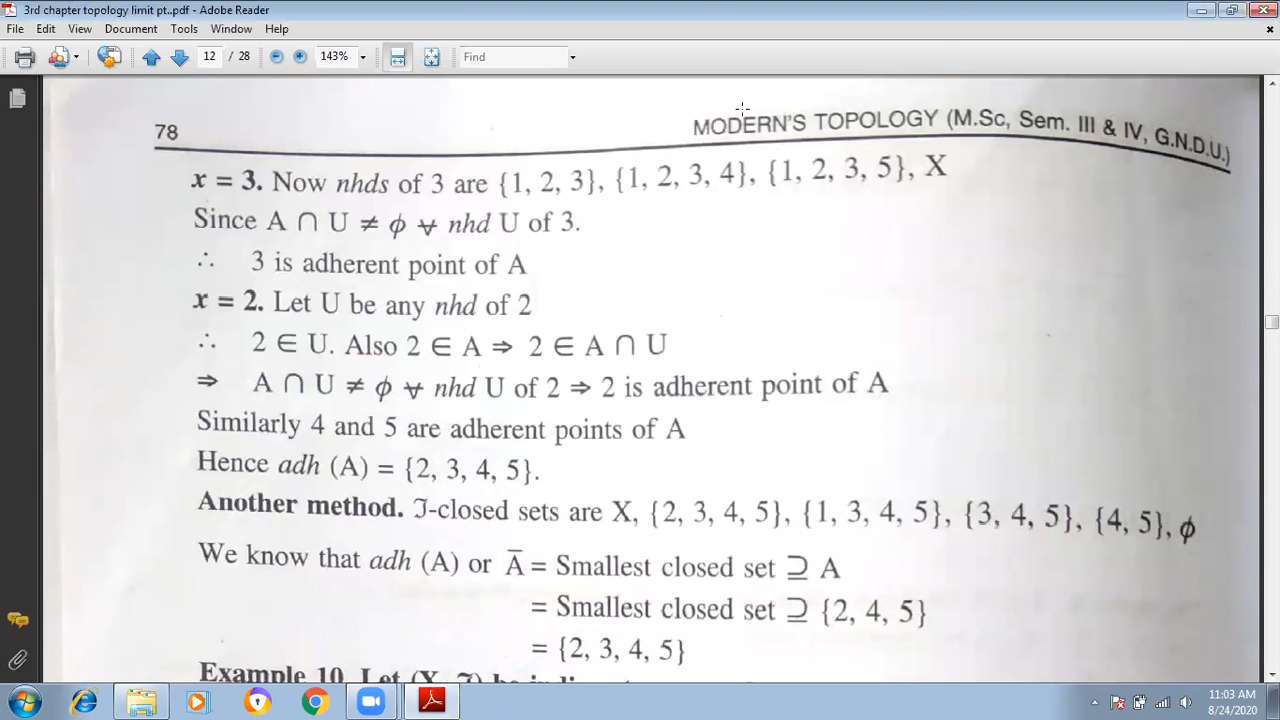 3rd chapter topology limit pt..pdf - Adobe Reader
File Edit View Document Tools Window Help
12 / 28 143% Find
78 MODERN'S TOPOLOGY (M.Sc, Sem. III & IV, G.N.D.U.)
x = 3. Now nhds of 3 are {1, 2, 3}, {1, 2, 3, 4}, {1, 2, 3, 5}, X
Since A ∩ U ≠ ϕ ∀ nhd U of 3.
∴ 3 is adherent point of A
x = 2. Let U be any nhd of 2
∴ 2 ∈ U. Also 2 ∈ A ⇒ 2 ∈ A ∩ U
⇒ A ∩ U ≠ ϕ ∀ nhd U of 2 ⇒ 2 is adherent point of A
Similarly 4 and 5 are adherent points of A
Hence adh (A) = {2, 3, 4, 5}.
Another method. ℑ-closed sets are X, {2, 3, 4, 5}, {1, 3, 4, 5}, {3, 4, 5}, {4, 5}, ϕ
We know that adh (A) or A̅ = Smallest closed set ⊇ A
= Smallest closed set ⊇ {2, 4, 5}
= {2, 3, 4, 5}
Example 10. Let (X, ℑ) be
11:03 AM
8/24/2020